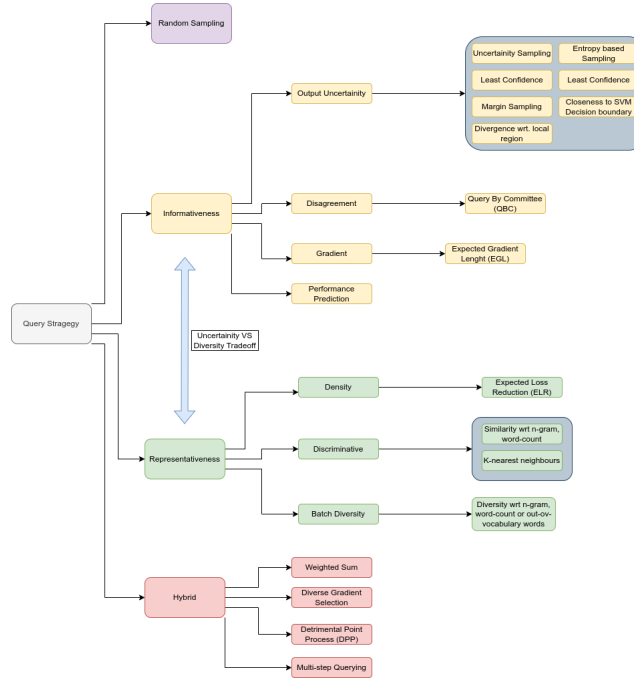 Random Sampling
Uncertainity Sampling
Entropy based
Sampling
Output Uncertainity
Least Confidence
Least Confidence
Margin Sampling
Closeness to SVM
Decision boundary
Divergence wrt. local
region
Informativeness
Disagreement
Query By Committee
(QBC)
Gradient
Expected Gradient
Lenght (EGL)
Performance
Prediction
Query Stragegy
Uncertainity VS
Diversity Tradeoff
Density
Expected Loss
Reduction (ELR)
Representativeness
Discriminative
Similarity wrt n-gram,
word-count
K-nearest neighbours
Batch Diversity
Diversity wrt n-gram,
word-count or out-ov-
vocabulary words
Hybrid
Weighted Sum
Diverse Gradient
Selection
Detrimental Point
Process (DPP)
Multi-step Querying